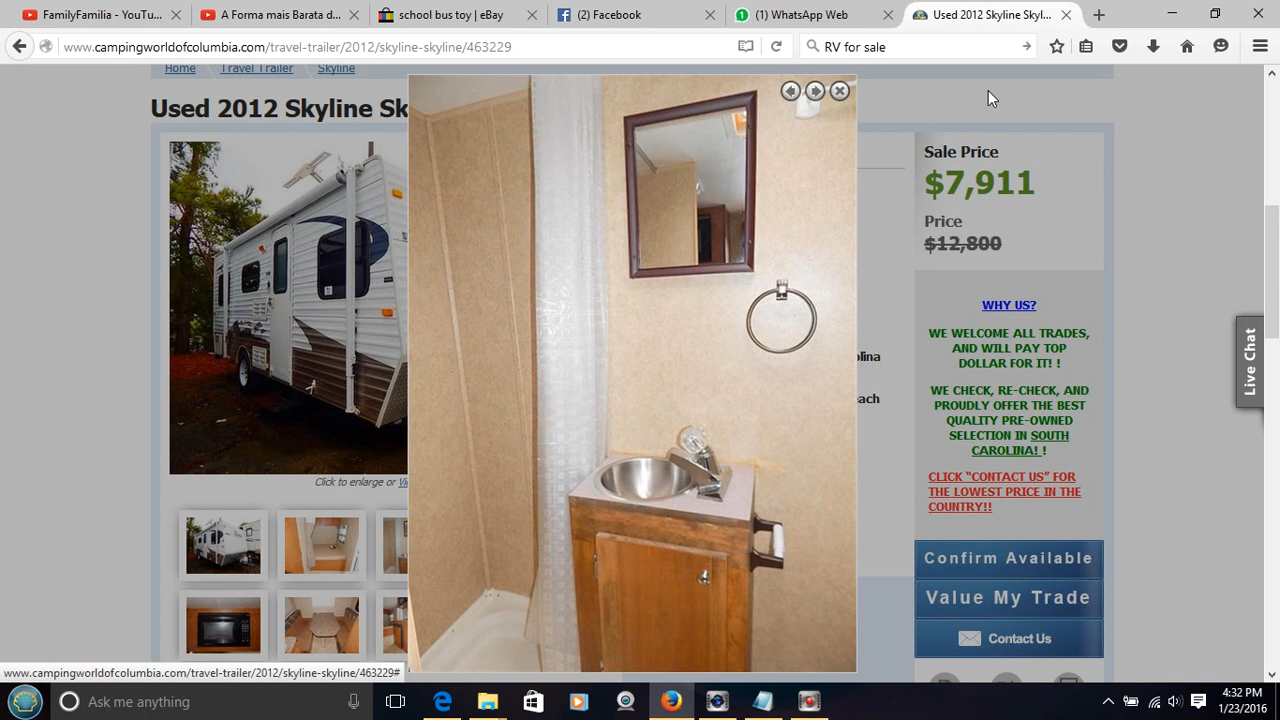 FamilyFamilia - YouTu...
A Forma mais Barata d...
school bus toy | eBay
(2) Facebook
(1) WhatsApp Web
Used 2012 Skyline Skyl...
www.campingworldofcolumbia.com/travel-trailer/2012/skyline-skyline/463229
RV for sale
Home
Travel Trailer
Skyline
Used 2012 Skyline Sk
Sale Price
$7,911
Price
$12,800
WHY US?
WE WELCOME ALL TRADES,
AND WILL PAY TOP
DOLLAR FOR IT! !
WE CHECK, RE-CHECK, AND
PROUDLY OFFER THE BEST
QUALITY PRE-OWNED
SELECTION IN SOUTH
CAROLINA! !
CLICK “CONTACT US” FOR
THE LOWEST PRICE IN THE
COUNTRY!!
olina
each
Live Chat
Click to enlarge or
Confirm Available
Value My Trade
Contact Us
www.campingworldofcolumbia.com/travel-trailer/2012/skyline-skyline/463229#
Ask me anything
4:32 PM
1/23/2016